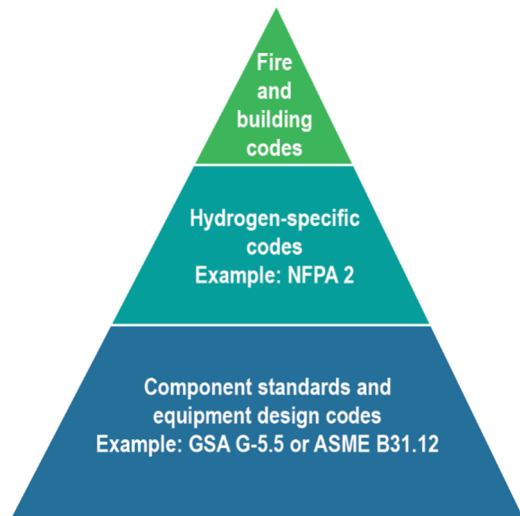 Fire
and
building
codes
Hydrogen-specific
codes
Example: NFPA 2
Component standards and
equipment design codes
Example: GSA G-5.5 or ASME B31.12